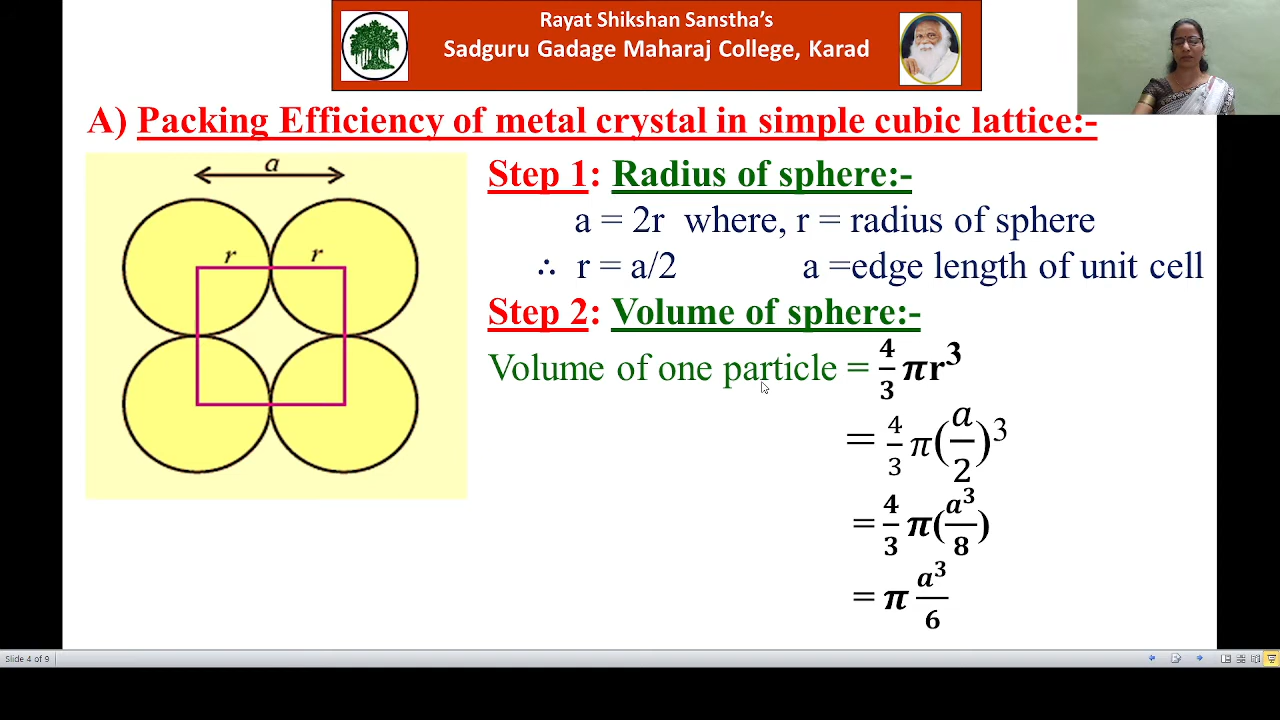 Rayat Shikshan Sanstha's
Sadguru Gadage Maharaj College, Karad
A) Packing Efficiency of metal crystal in simple cubic lattice:-
a
r r
Step 1: Radius of sphere:-
a = 2r where, r = radius of sphere
∴ r = a/2 a =edge length of unit cell
Step 2: Volume of sphere:-
Volume of one particle = 4/3 πr³
= 4/3 π(a/2)³
= 4/3 π(a³/8)
= π a³/6
Slide 4 of 9